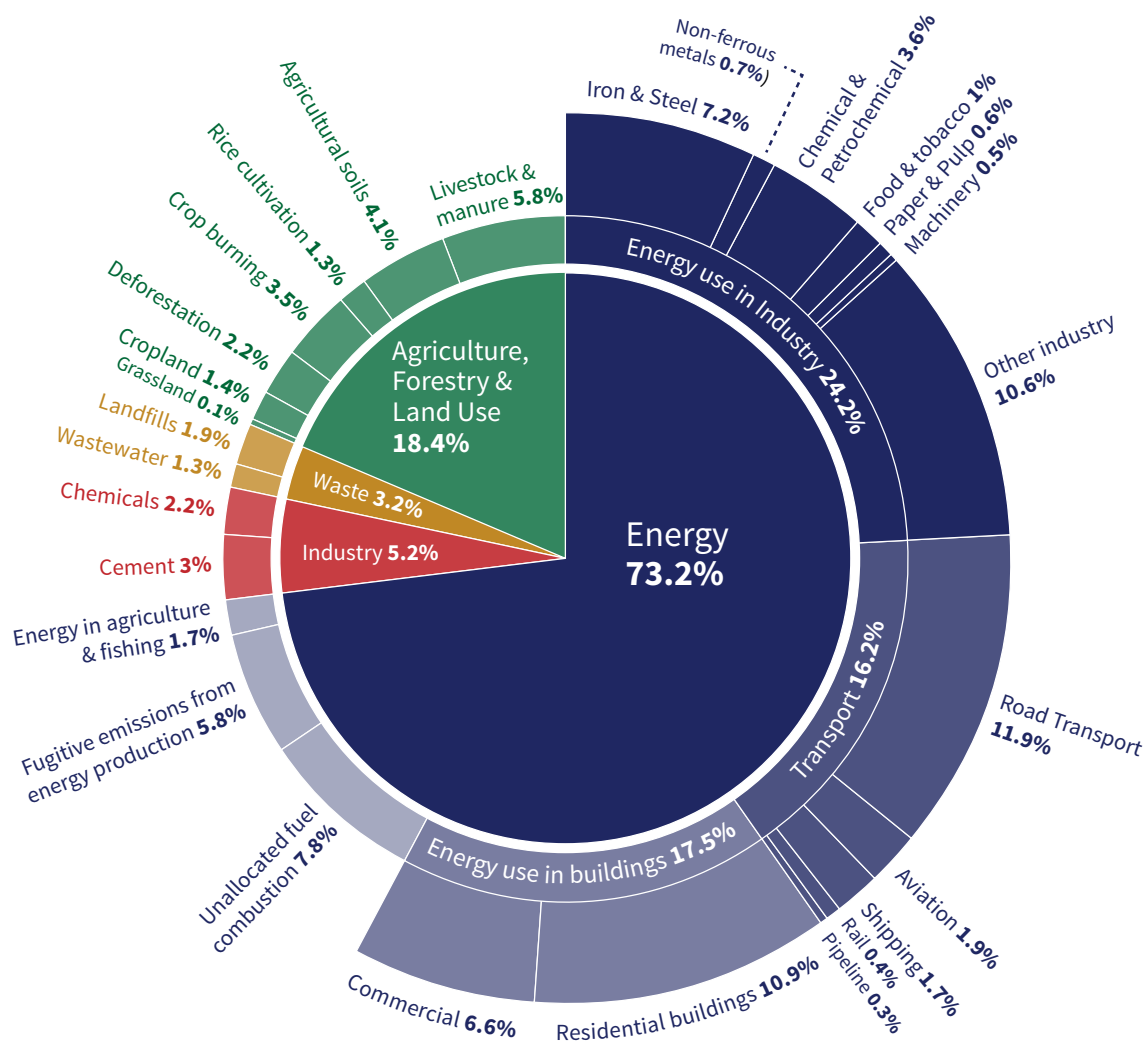 Energy
73.2%
Energy use in Industry 24.2%
Iron & Steel 7.2%
Non-ferrous
metals 0.7%)
Chemical &
Petrochemical 3.6%
Food & tobacco 1%
Paper & Pulp 0.6%
Machinery 0.5%
Other industry
10.6%
Transport 16.2%
Road Transport
11.9%
Aviation 1.9%
Shipping 1.7%
Rail 0.4%
Pipeline 0.3%
Energy use in buildings 17.5%
Residential buildings 10.9%
Commercial 6.6%
Unallocated fuel
combustion 7.8%
Fugitive emissions from
energy production 5.8%
Energy in agriculture
& fishing 1.7%
Industry 5.2%
Cement 3%
Chemicals 2.2%
Waste 3.2%
Wastewater 1.3%
Landfills 1.9%
Agriculture,
Forestry &
Land Use
18.4%
Grassland 0.1%
Cropland 1.4%
Deforestation 2.2%
Crop burning 3.5%
Rice cultivation 1.3%
Agricultural soils 4.1%
Livestock &
manure 5.8%